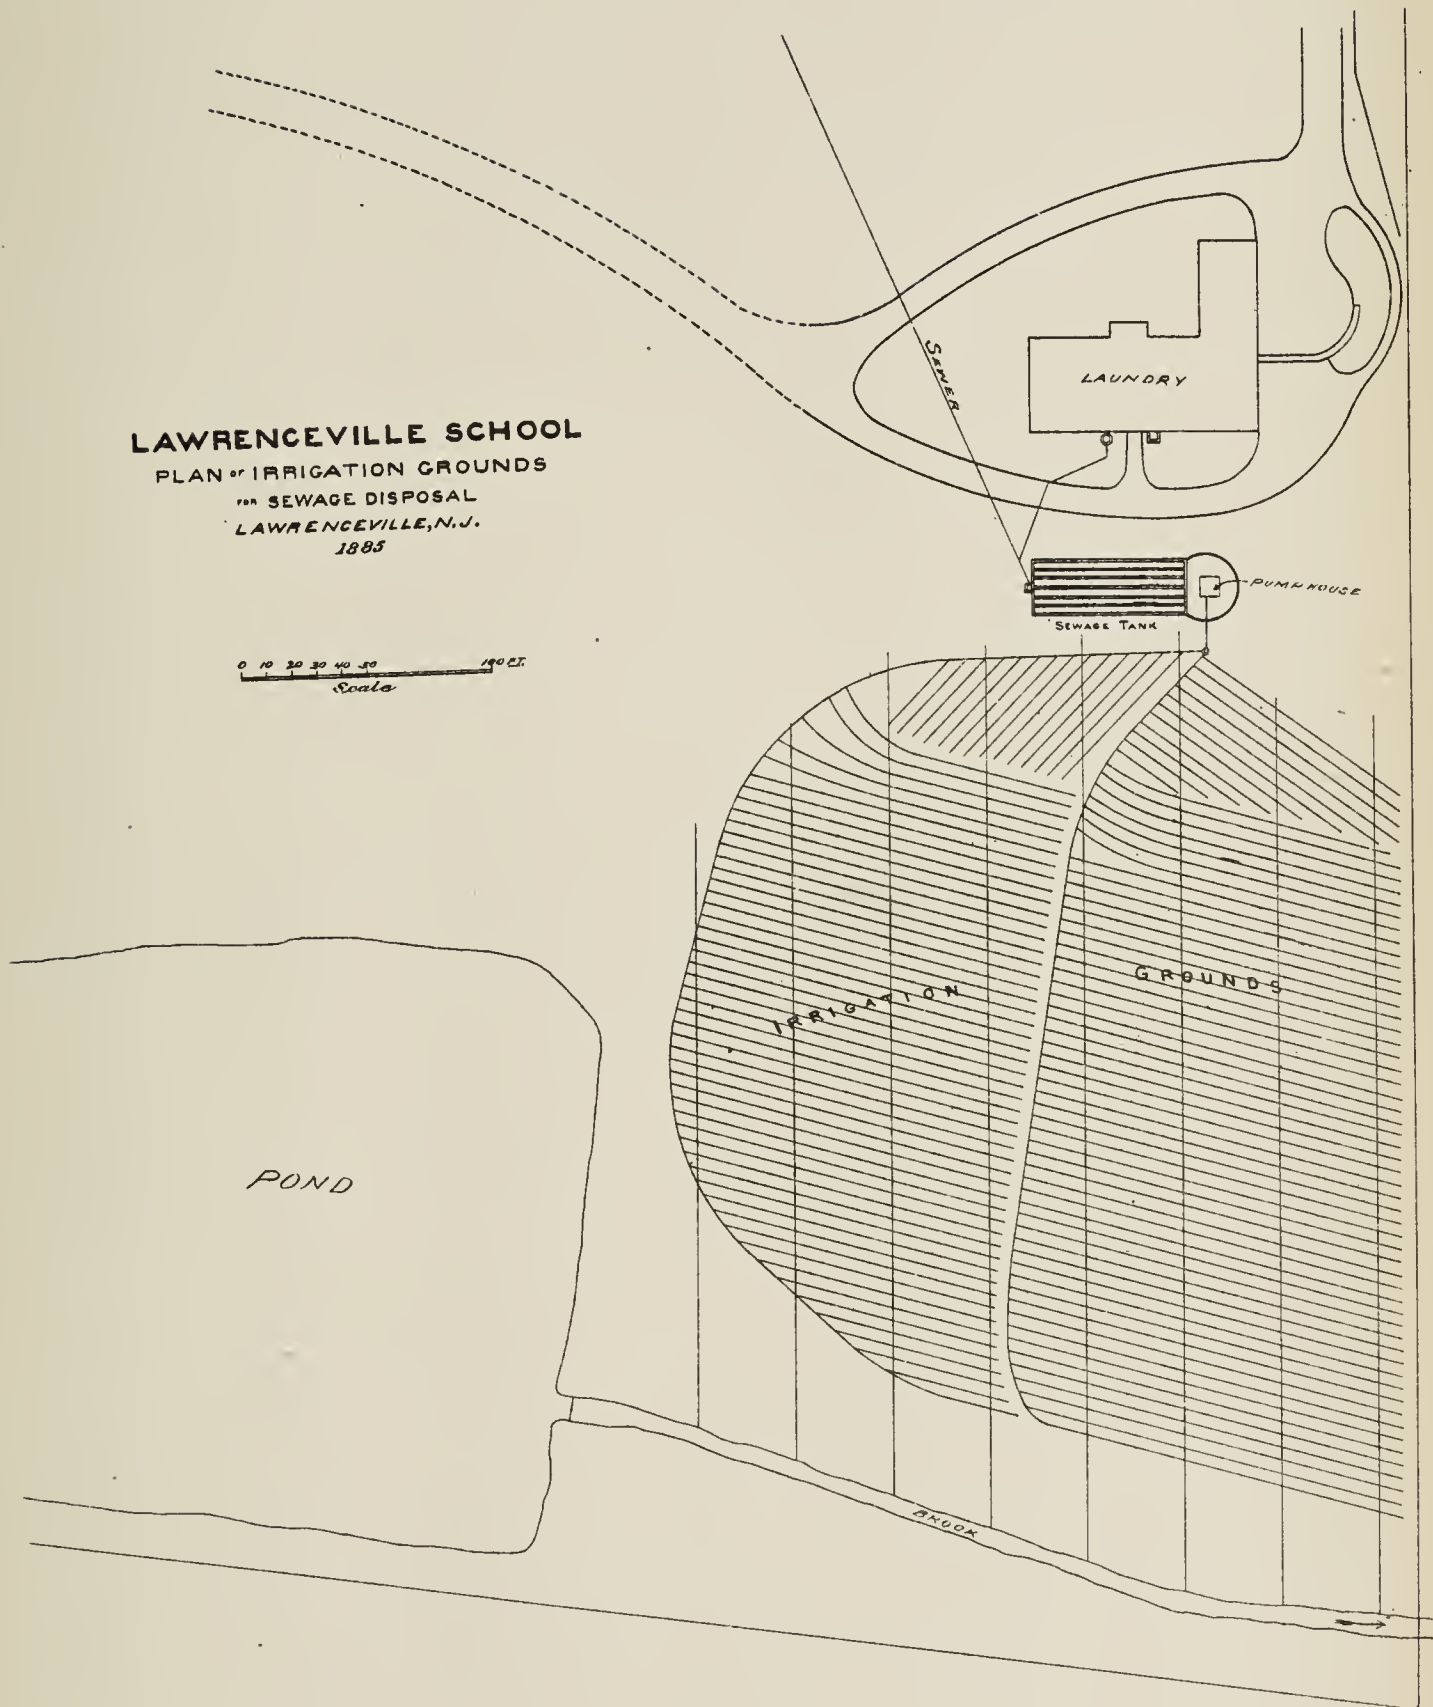 SEWER
LAUNDRY
LAWRENCEVILLE SCHOOL
PLAN OF IRRIGATION GROUNDS
FOR SEWAGE DISPOSAL
LAWRENCEVILLE, N.J.
1885
PUMP HOUSE
SEWAGE TANK
0 10 20 30 40 50 100 FT.
Scale
IRRIGATION GROUNDS
POND
BROOK